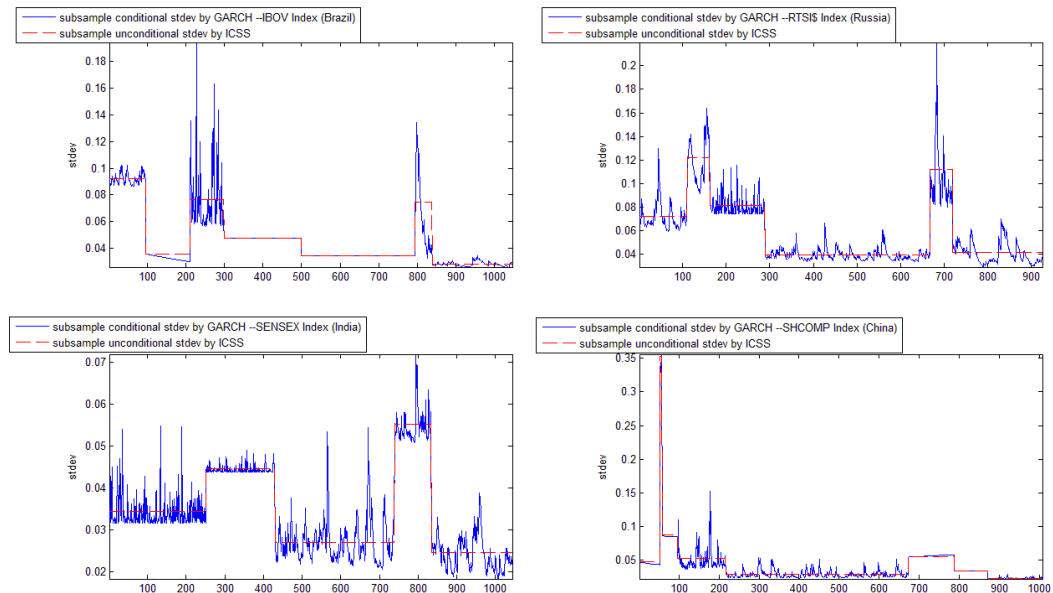 subsample conditional stdev by GARCH --IBOV Index (Brazil)
subsample unconditional stdev by ICSS
0.18
0.16
0.14
0.12
0.1
0.08
0.06
0.04
stdev
100 200 300 400 500 600 700 800 900 1000
subsample conditional stdev by GARCH --RTSI$ Index (Russia)
subsample unconditional stdev by ICSS
0.2
0.18
0.16
0.14
0.12
0.1
0.08
0.06
0.04
stdev
100 200 300 400 500 600 700 800 900
subsample conditional stdev by GARCH --SENSEX Index (India)
subsample unconditional stdev by ICSS
0.07
0.06
0.05
0.04
0.03
0.02
stdev
100 200 300 400 500 600 700 800 900 1000
subsample conditional stdev by GARCH --SHCOMP Index (China)
subsample unconditional stdev by ICSS
0.35
0.3
0.25
0.2
0.15
0.1
0.05
stdev
100 200 300 400 500 600 700 800 900 1000